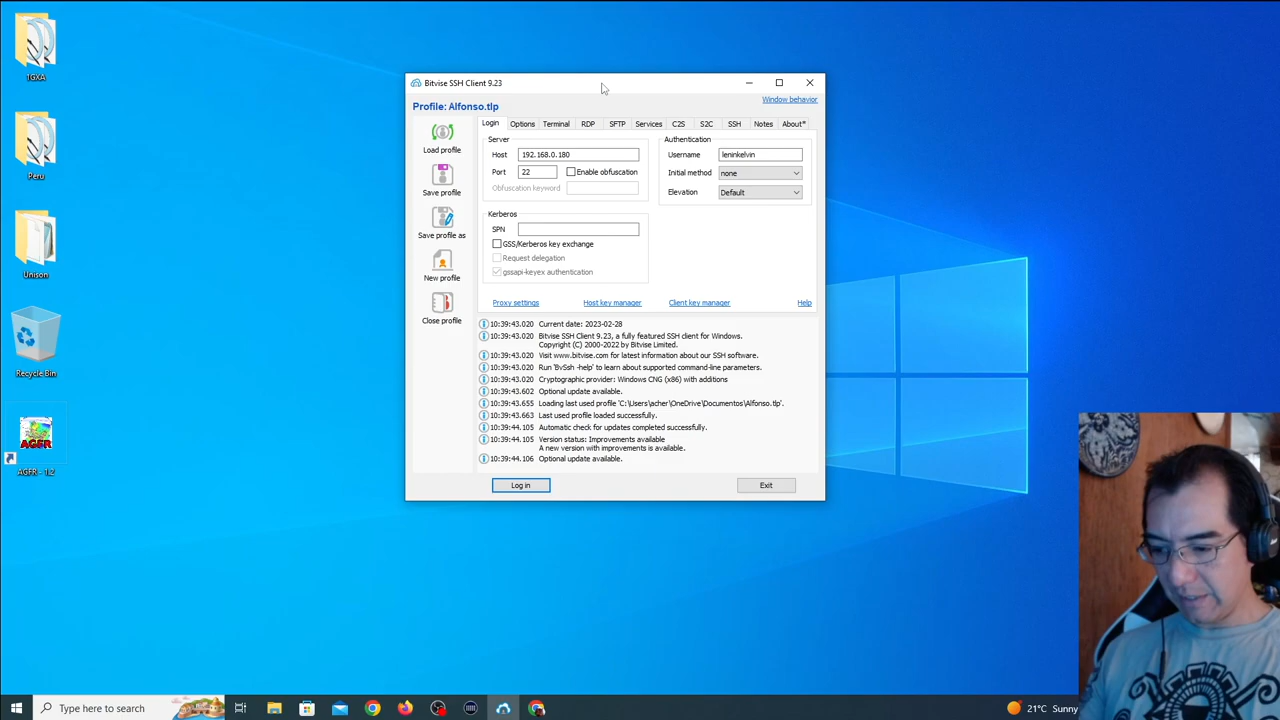 1GXA
Peru
Unison
Recycle Bin
AGFR
AGFR - 1.2
Bitvise SSH Client 9.23
Window behavior
Profile: Alfonso.tlp
Load profile
Save profile
Save profile as
New profile
Close profile
Login Options Terminal RDP SFTP Services C2S S2C SSH Notes About*
Server
Host 192.168.0.180
Port 22 Enable obfuscation
Obfuscation keyword
Kerberos
SPN
GSS/Kerberos key exchange
Request delegation
gssapi-keyex authentication
Authentication
Username leninkelvin
Initial method none
Elevation Default
Proxy settings Host key manager Client key manager Help
10:39:43.020 Current date: 2023-02-28
10:39:43.020 Bitvise SSH Client 9.23, a fully featured SSH client for Windows.
Copyright (C) 2000-2022 by Bitvise Limited.
10:39:43.020 Visit www.bitvise.com for latest information about our SSH software.
10:39:43.020 Run 'BvSsh -help' to learn about supported command-line parameters.
10:39:43.020 Cryptographic provider: Windows CNG (x86) with additions
10:39:43.602 Optional update available.
10:39:43.655 Loading last used profile 'C:\Users\acher\OneDrive\Documentos\Alfonso.tlp'.
10:39:43.663 Last used profile loaded successfully.
10:39:44.105 Automatic check for updates completed successfully.
10:39:44.105 Version status: Improvements available
A new version with improvements is available.
10:39:44.106 Optional update available.
Log in Exit
Type here to search
21°C Sunny